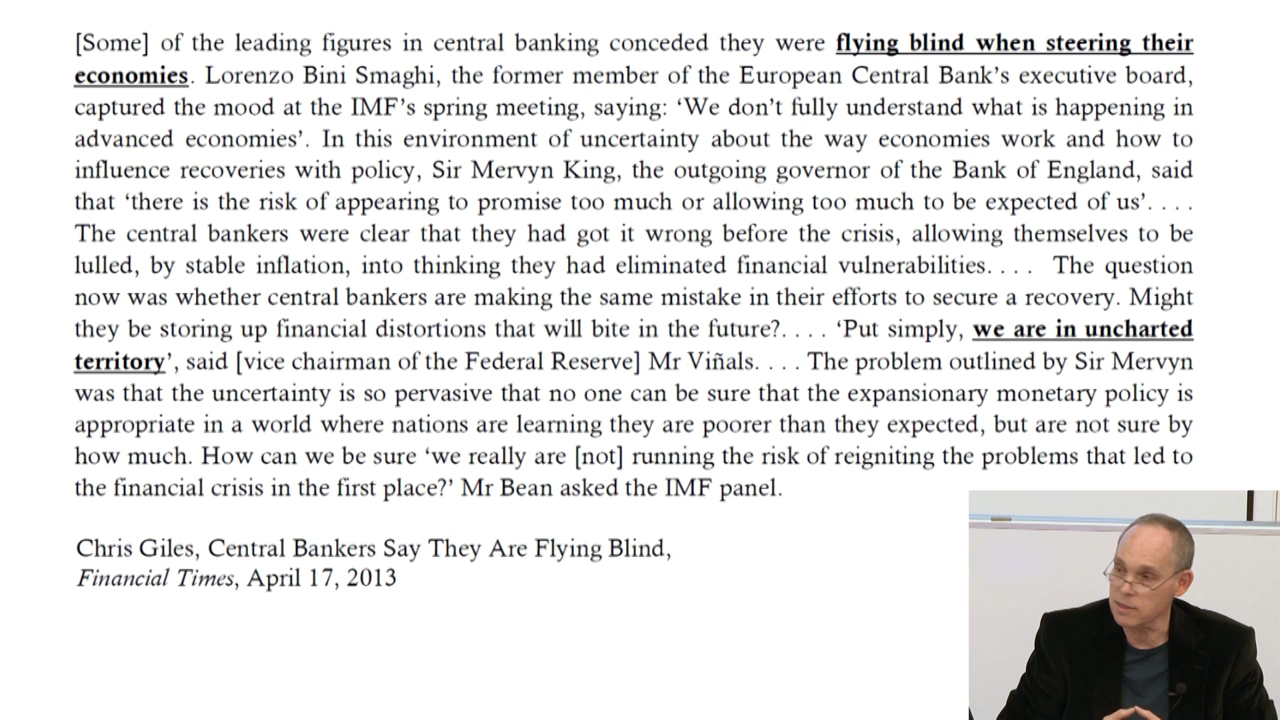 [Some] of the leading figures in central banking conceded they were flying blind when steering their
economies. Lorenzo Bini Smaghi, the former member of the European Central Bank’s executive board,
captured the mood at the IMF’s spring meeting, saying: ‘We don’t fully understand what is happening in
advanced economies’. In this environment of uncertainty about the way economies work and how to
influence recoveries with policy, Sir Mervyn King, the outgoing governor of the Bank of England, said
that ‘there is the risk of appearing to promise too much or allowing too much to be expected of us’. . . .
The central bankers were clear that they had got it wrong before the crisis, allowing themselves to be
lulled, by stable inflation, into thinking they had eliminated financial vulnerabilities. . . . The question
now was whether central bankers are making the same mistake in their efforts to secure a recovery. Might
they be storing up financial distortions that will bite in the future?. . . . ‘Put simply, we are in uncharted
territory’, said [vice chairman of the Federal Reserve] Mr Viñals. . . . The problem outlined by Sir Mervyn
was that the uncertainty is so pervasive that no one can be sure that the expansionary monetary policy is
appropriate in a world where nations are learning they are poorer than they expected, but are not sure by
how much. How can we be sure ‘we really are [not] running the risk of reigniting the problems that led to
the financial crisis in the first place?’ Mr Bean asked the IMF panel.
Chris Giles, Central Bankers Say They Are Flying Blind,
Financial Times, April 17, 2013